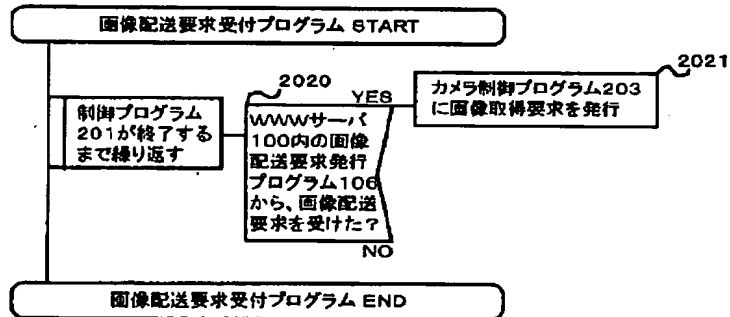 画像配送要求受付プログラム START
2021
2020
YES
カメラ制御プログラム203
に画像取得要求を発行
制御プログラム
201が終了する
まで繰り返す
WWWサーバ
100内の画像
配送要求発行
プログラム106
から、画像配送
要求を受けた?
NO
画像配送要求受付プログラム END